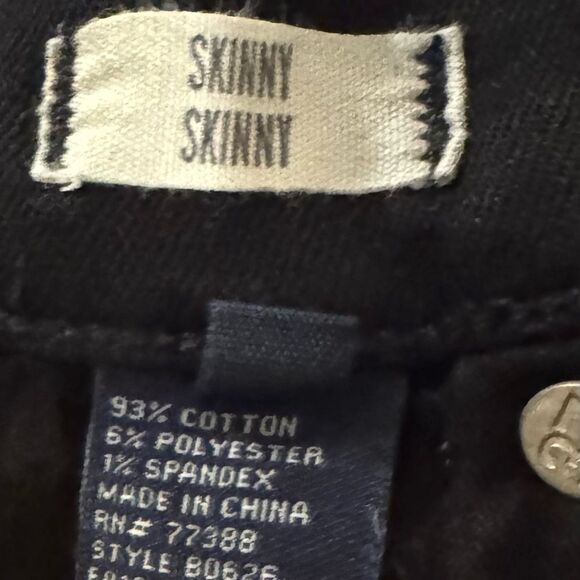 SKINNY
SKINNY
93% COTTON
6% POLYESTER
1% SPANDEX
MADE IN CHINA
RN# 77388
STYLE 80626